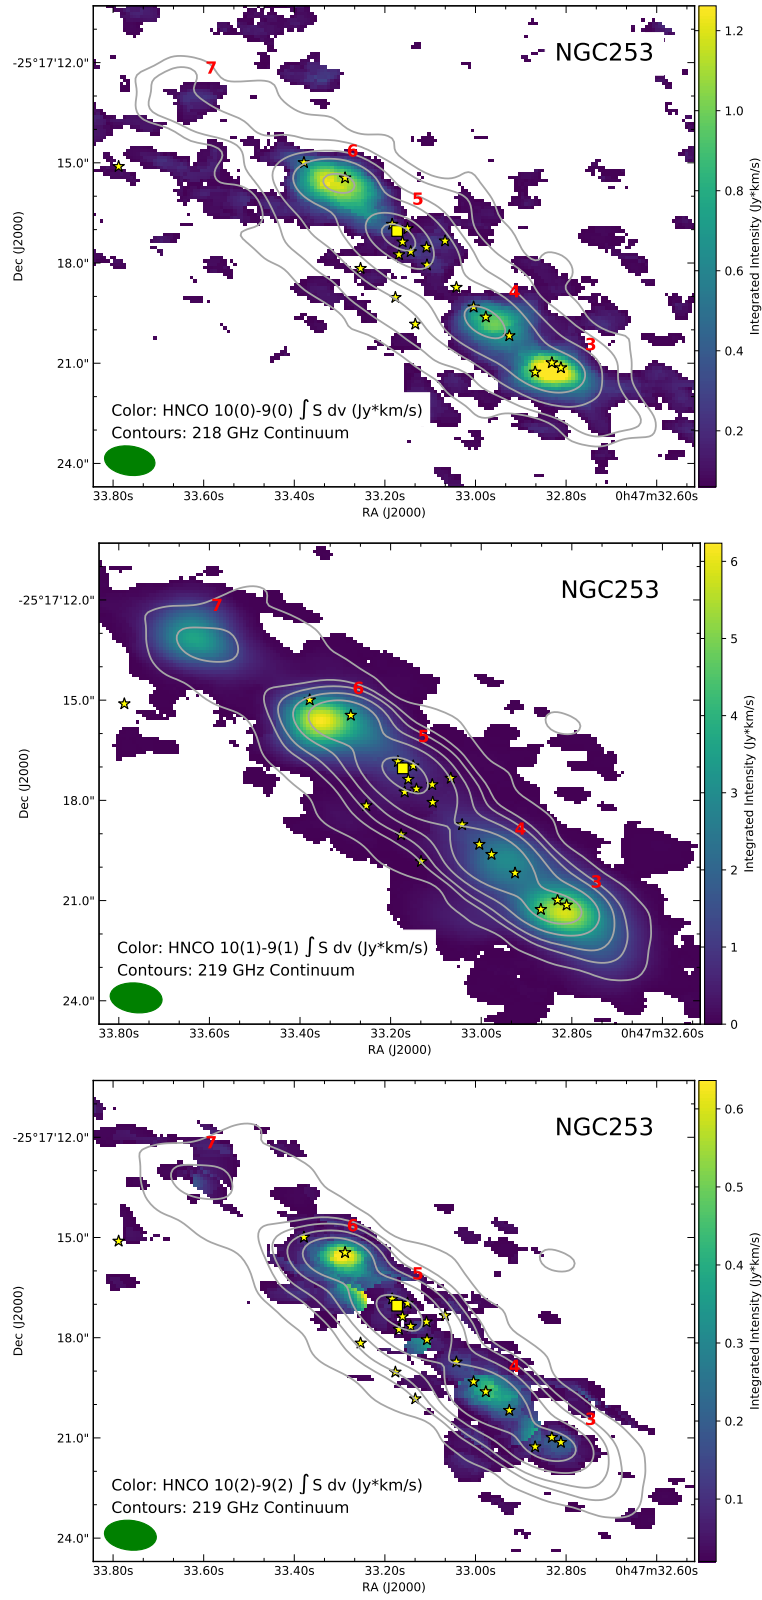 NGC253
7
6
5
4
3
-25°17'12.0"
15.0"
18.0"
21.0"
24.0"
Dec (J2000)
Color: HNCO 10(0)-9(0) ∫ S dv (Jy*km/s)
Contours: 218 GHz Continuum
33.80s 33.60s 33.40s 33.20s 33.00s 32.80s 0h47m32.60s
RA (J2000)
1.2
1.0
0.8
0.6
0.4
0.2
Integrated Intensity (Jy*km/s)
NGC253
7
6
5
4
3
-25°17'12.0"
15.0"
18.0"
21.0"
24.0"
Dec (J2000)
Color: HNCO 10(1)-9(1) ∫ S dv (Jy*km/s)
Contours: 219 GHz Continuum
33.80s 33.60s 33.40s 33.20s 33.00s 32.80s 0h47m32.60s
RA (J2000)
6
5
4
3
2
1
0
Integrated Intensity (Jy*km/s)
NGC253
7
6
5
4
3
-25°17'12.0"
15.0"
18.0"
21.0"
24.0"
Dec (J2000)
Color: HNCO 10(2)-9(2) ∫ S dv (Jy*km/s)
Contours: 219 GHz Continuum
33.80s 33.60s 33.40s 33.20s 33.00s 32.80s 0h47m32.60s
RA (J2000)
0.6
0.5
0.4
0.3
0.2
0.1
Integrated Intensity (Jy*km/s)